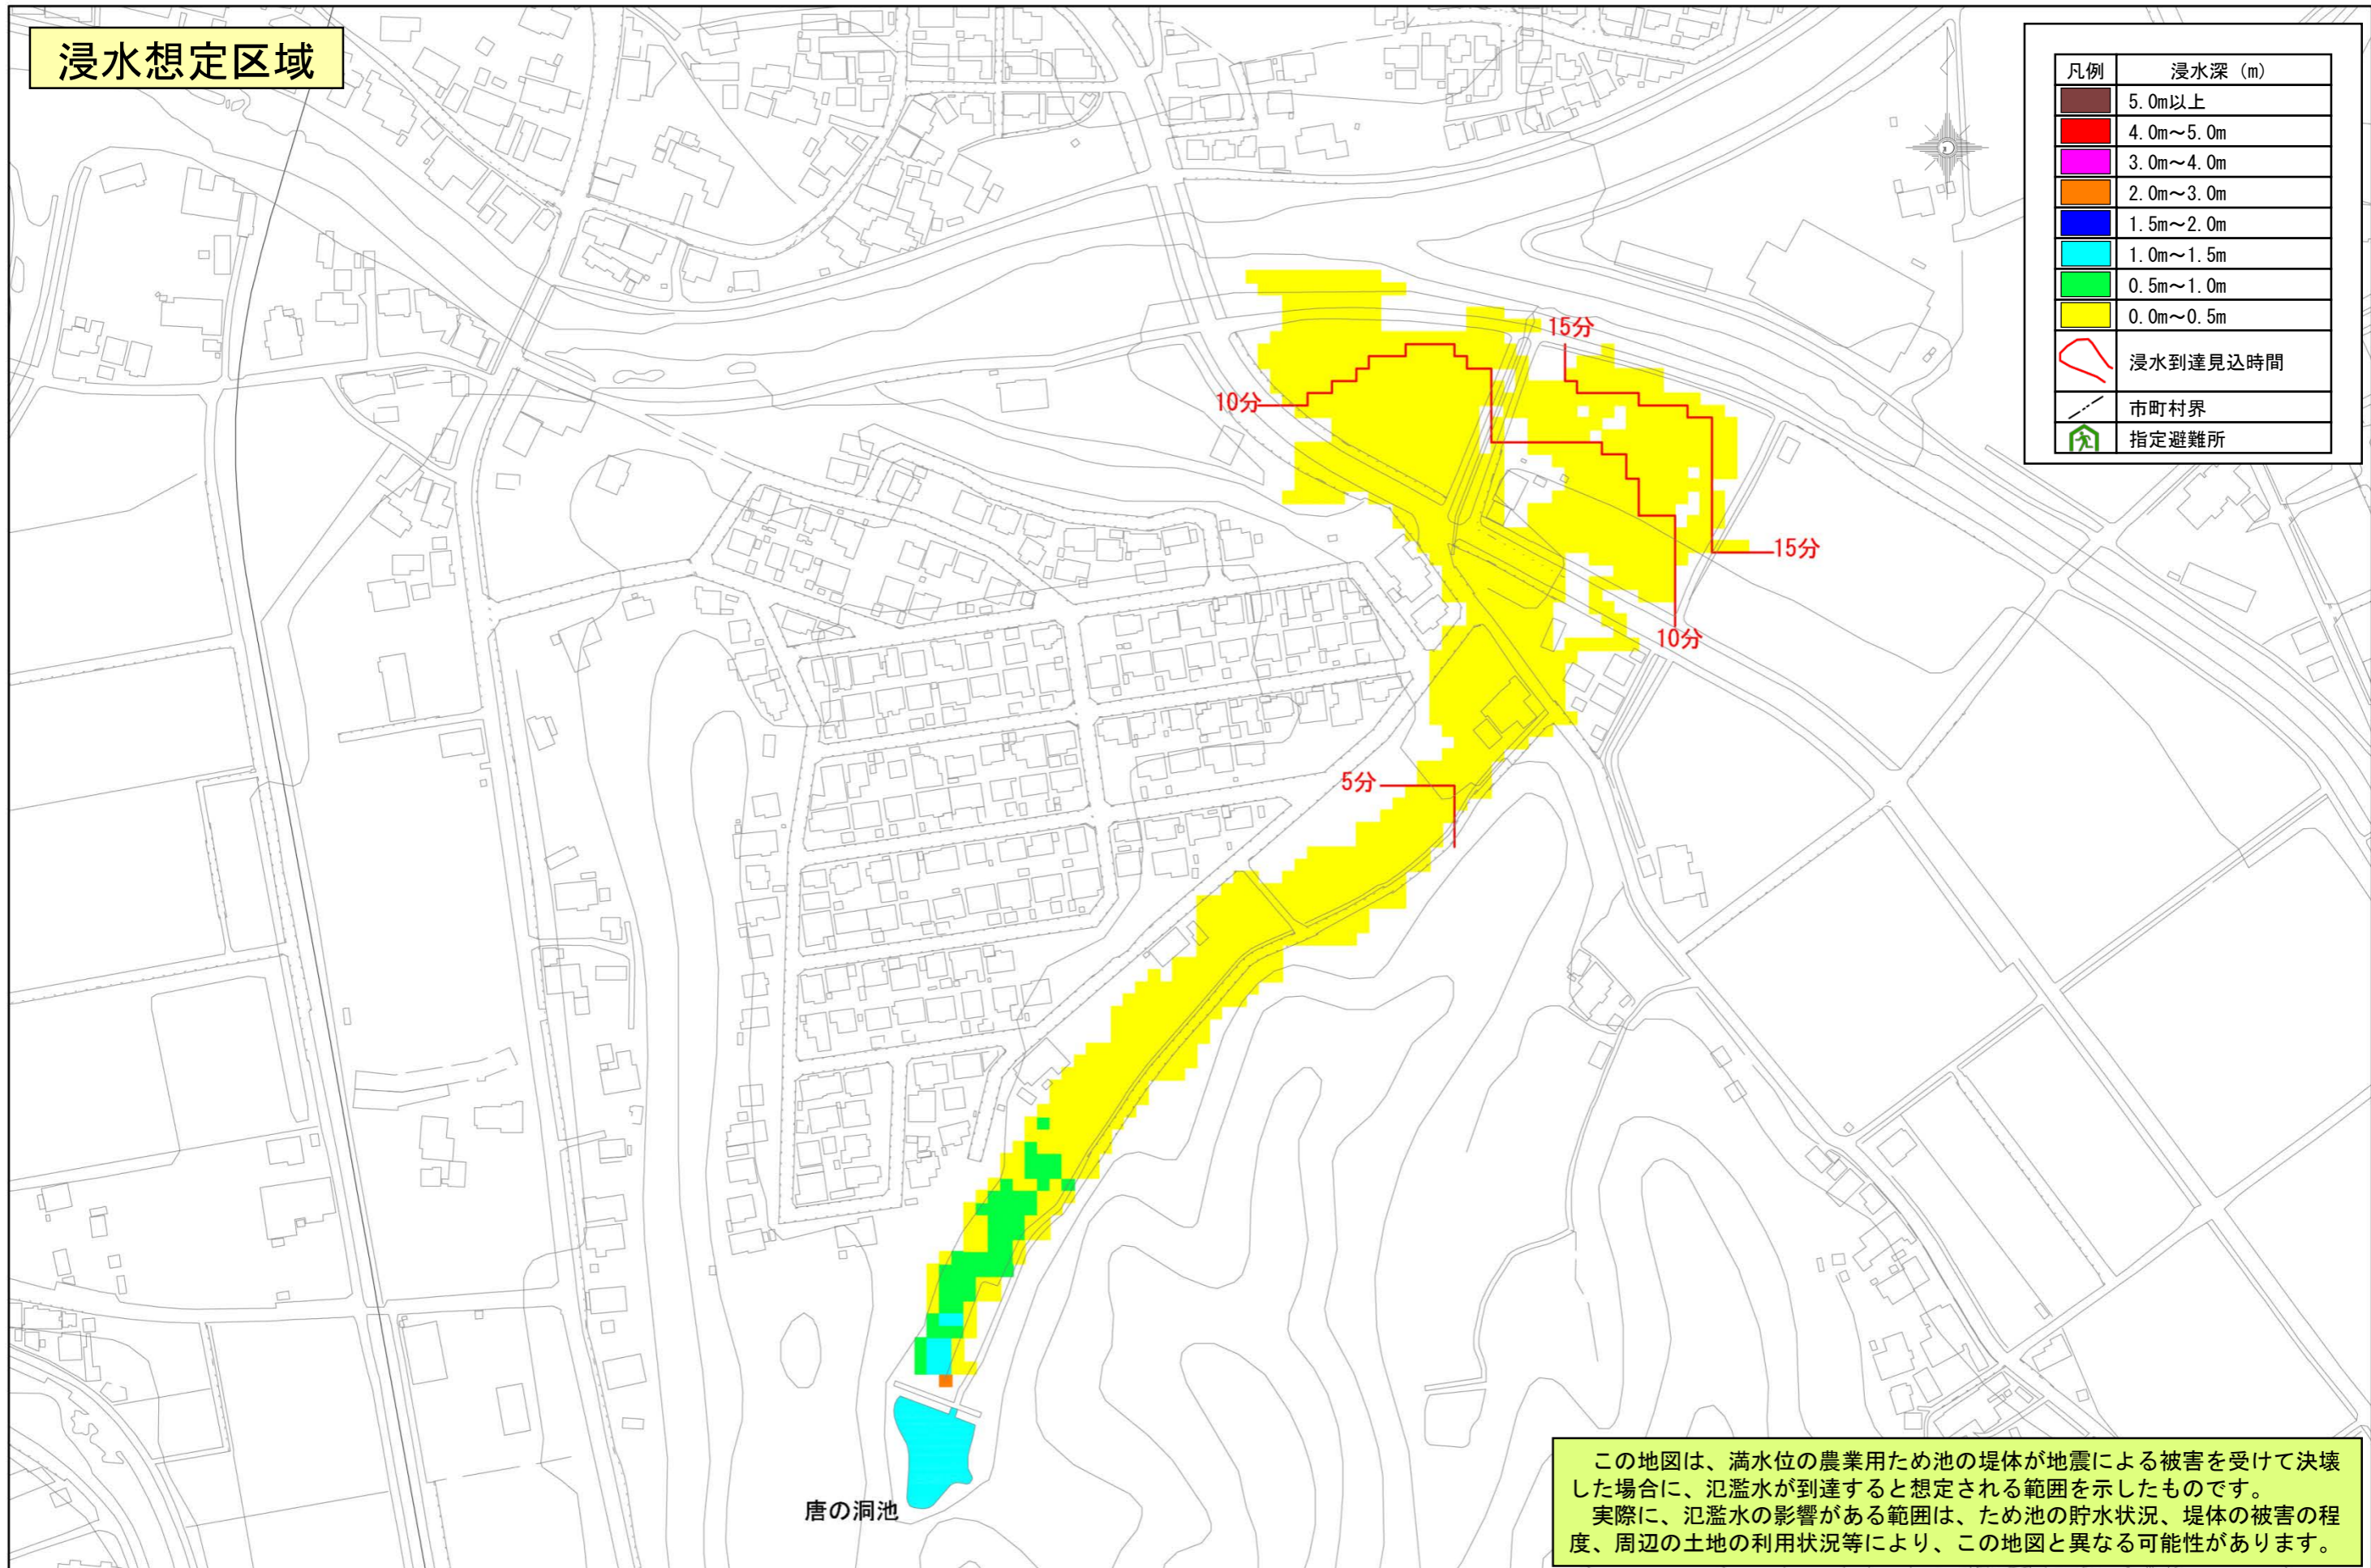 浸水想定区域
凡例 浸水深（m）
5.0m以上
4.0m～5.0m
3.0m～4.0m
2.0m～3.0m
1.5m～2.0m
1.0m～1.5m
0.5m～1.0m
0.0m～0.5m
浸水到達見込時間
市町村界
指定避難所
15分
10分
15分
10分
5分
唐の洞池
この地図は、満水位の農業用ため池の堤体が地震による被害を受けて決壊
した場合に、氾濫水が到達すると想定される範囲を示したものです。
実際に、氾濫水の影響がある範囲は、ため池の貯水状況、堤体の被害の程
度、周辺の土地の利用状況等により、この地図と異なる可能性があります。